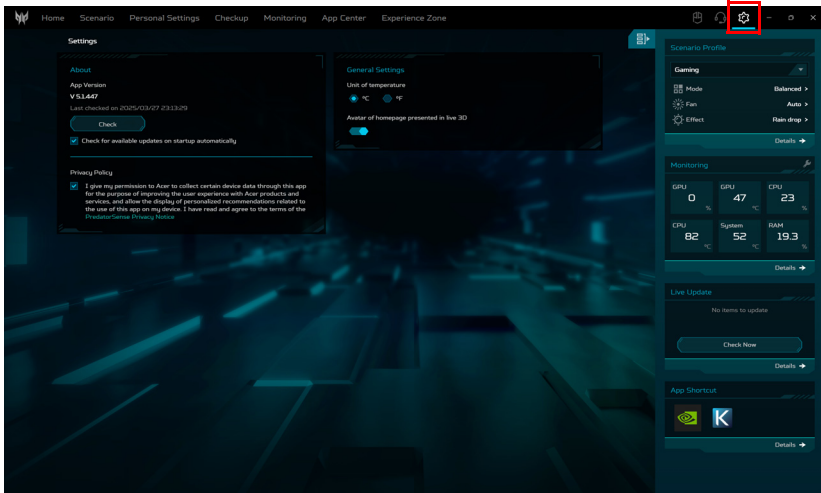 Home Scenario Personal Settings Checkup Monitoring App Center Experience Zone
Settings
About
App Version
V 5.1.447
Last checked on 2025/03/27 23:13:29
Check
Check for available updates on startup automatically
Privacy Policy
I give my permission to Acer to collect certain device data through this app
for the purpose of improving the user experience with Acer products and
services, and allow the display of personalized recommendations related to
the use of this app on my device. I have read and agree to the terms of the
PredatorSense Privacy Notice
General Settings
Unit of temperature
°C °F
Avatar of homepage presented in live 3D
Scenario Profile
Gaming
Mode Balanced >
Fan Auto >
Effect Rain drop >
Details →
Monitoring
GPU GPU CPU
0 % 47 °C 23 %
CPU System RAM
82 °C 52 °C 19.3 %
Details →
Live Update
No items to update
Check Now
Details →
App Shortcut
K
Details →